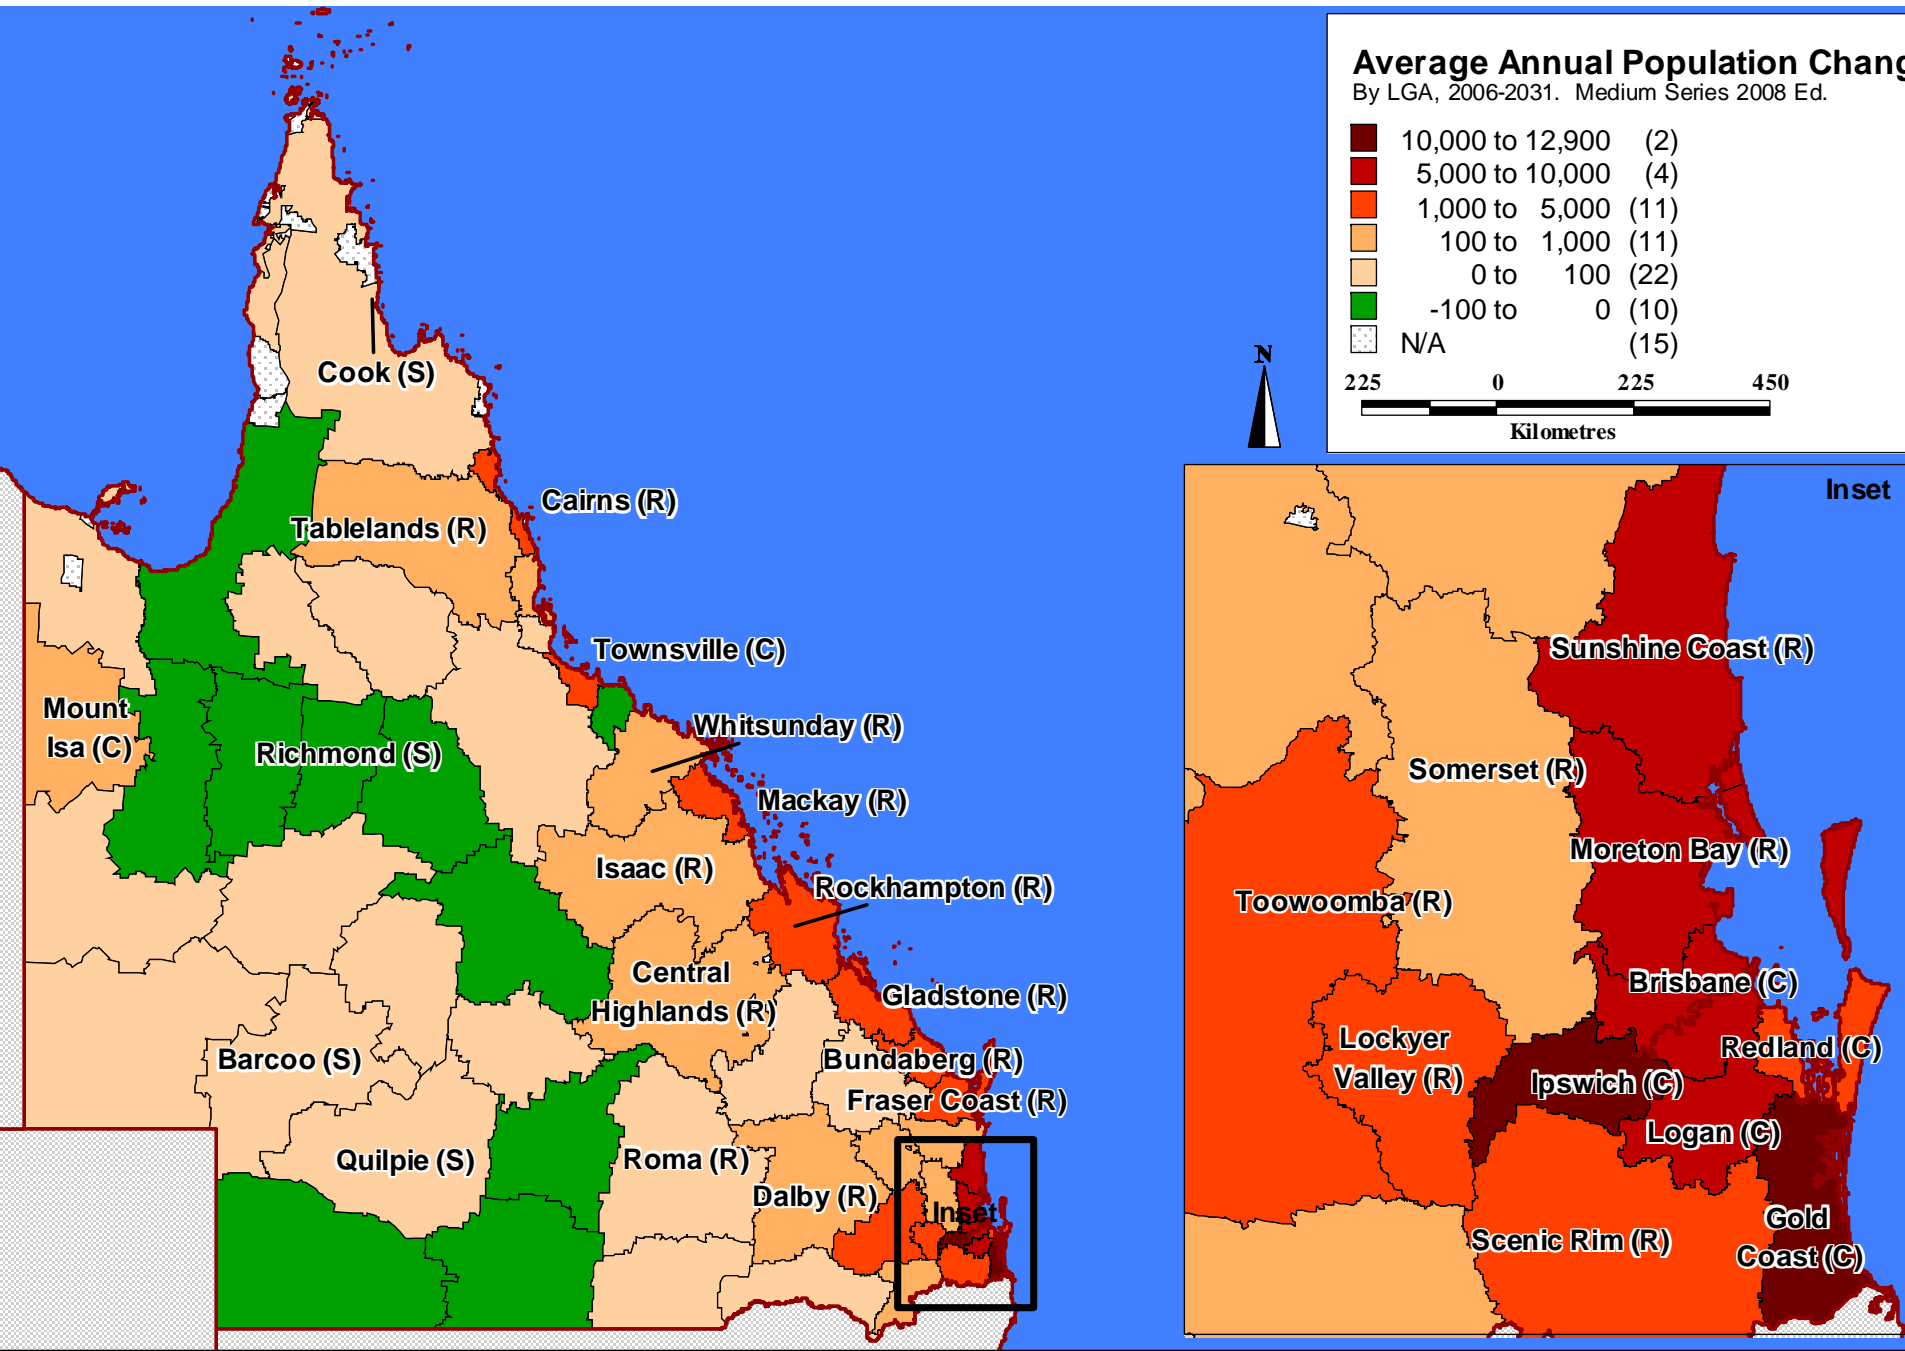 Average Annual Population Chang
By LGA, 2006-2031. Medium Series 2008 Ed.
10,000 to 12,900 (2)
5,000 to 10,000 (4)
1,000 to 5,000 (11)
100 to 1,000 (11)
0 to 100 (22)
-100 to 0 (10)
N/A (15)
N
225 0 225 450
Kilometres
Cook (S)
Cairns (R)
Tablelands (R)
Townsville (C)
Mount
Isa (C)
Richmond (S)
Whitsunday (R)
Mackay (R)
Isaac (R)
Rockhampton (R)
Central
Highlands (R)
Gladstone (R)
Barcoo (S)
Bundaberg (R)
Fraser Coast (R)
Quilpie (S)
Roma (R)
Dalby (R)
Inset
Inset
Sunshine Coast (R)
Somerset (R)
Moreton Bay (R)
Toowoomba (R)
Brisbane (C)
Lockyer
Valley (R)
Redland (C)
Ipswich (C)
Logan (C)
Scenic Rim (R)
Gold
Coast (C)